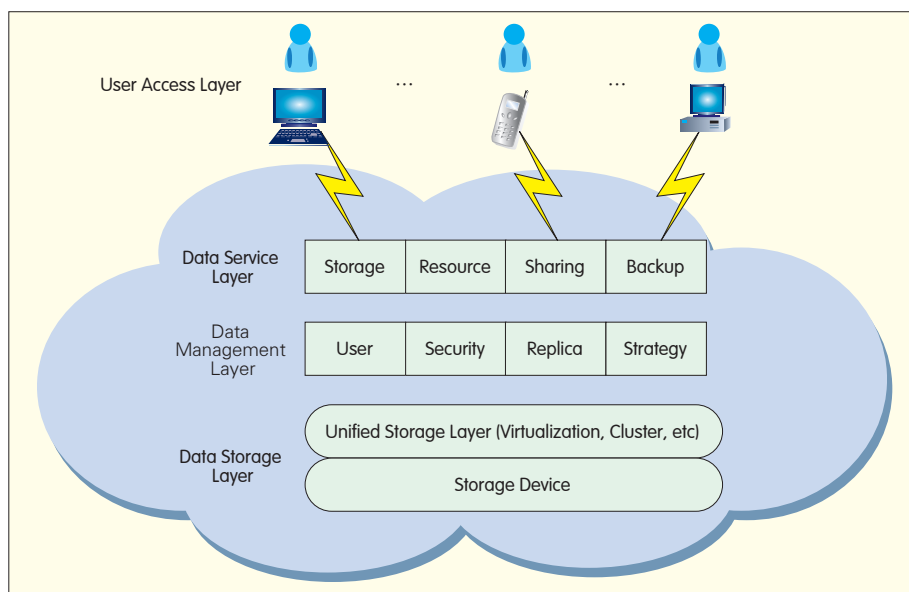 ...
...
User Access Layer
Data Service
Layer
Storage
Resource
Sharing
Backup
Data
Management
Layer
User
Security
Replica
Strategy
Data Storage
Layer
Unified Storage Layer (Virtualization, Cluster, etc)
Storage Device